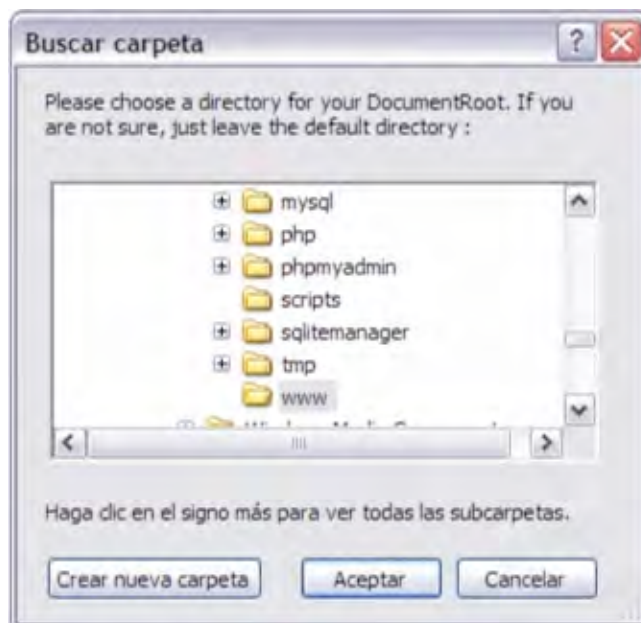 Buscar carpeta
Please choose a directory for your DocumentRoot. If you
are not sure, just leave the default directory :
mysql
php
phpmyadmin
scripts
sqlitemanager
tmp
www
Haga clic en el signo más para ver todas las subcarpetas.
Crear nueva carpeta Aceptar Cancelar